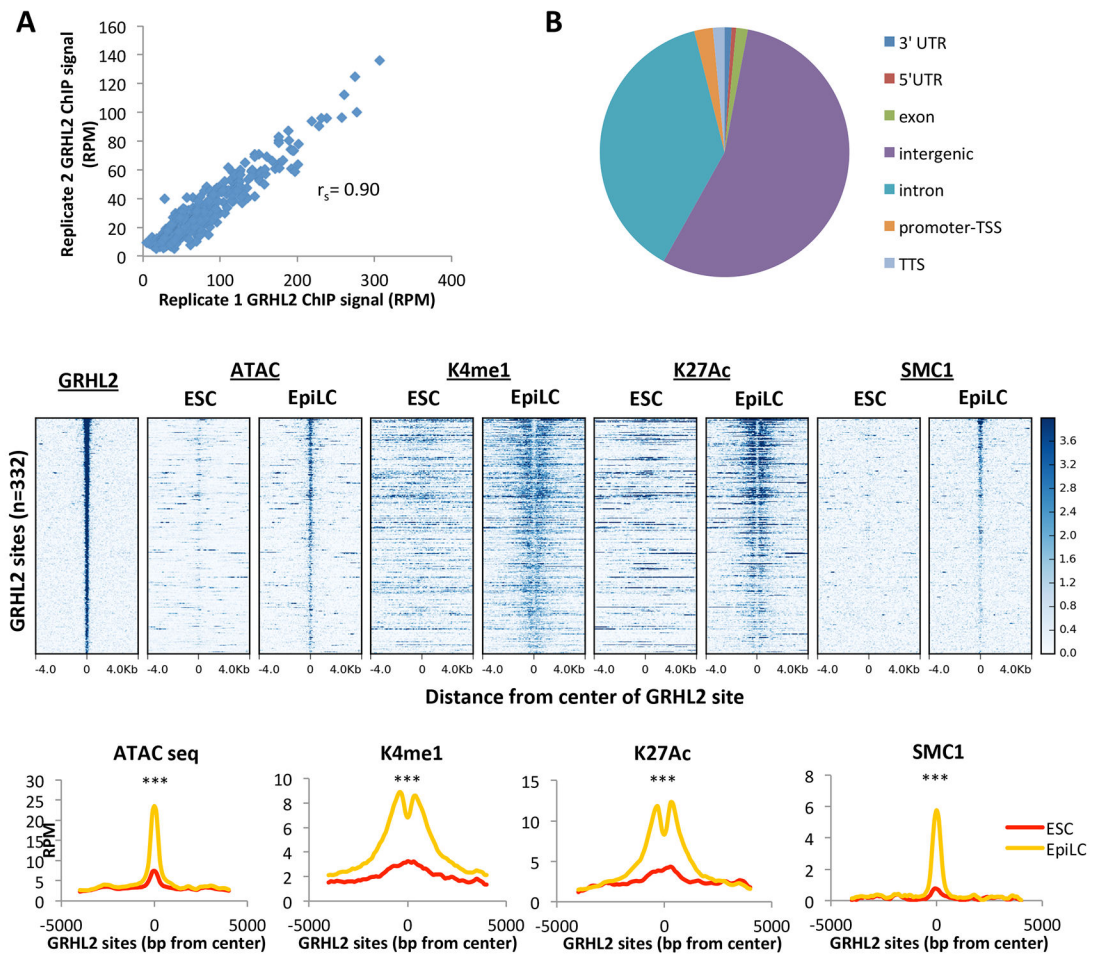 A
Replicate 2 GRHL2 ChIP signal
(RPM)
160
140
120
100
80
60
40
20
0
rs= 0.90
0 100 200 300 400
Replicate 1 GRHL2 ChIP signal (RPM)
B
3' UTR
5'UTR
exon
intergenic
intron
promoter-TSS
TTS
GRHL2 ATAC K4me1 K27Ac SMC1
ESC EpiLC ESC EpiLC ESC EpiLC ESC EpiLC
GRHL2 sites (n=332)
3.6
3.2
2.8
2.4
2.0
1.6
1.2
0.8
0.4
0.0
-4.0 0 4.0Kb -4.0 0 4.0Kb -4.0 0 4.0Kb -4.0 0 4.0Kb -4.0 0 4.0Kb -4.0 0 4.0Kb -4.0 0 4.0Kb -4.0 0 4.0Kb -4.0 0 4.0Kb
Distance from center of GRHL2 site
ATAC seq
***
RPM
30
25
20
15
10
5
0
-5000 0 5000
GRHL2 sites (bp from center)
K4me1
***
10
8
6
4
2
0
-5000 0 5000
GRHL2 sites (bp from center)
K27Ac
***
15
10
5
0
-5000 0 5000
GRHL2 sites (bp from center)
SMC1
***
8
6
4
2
0
-5000 0 5000
GRHL2 sites (bp from center)
ESC
EpiLC